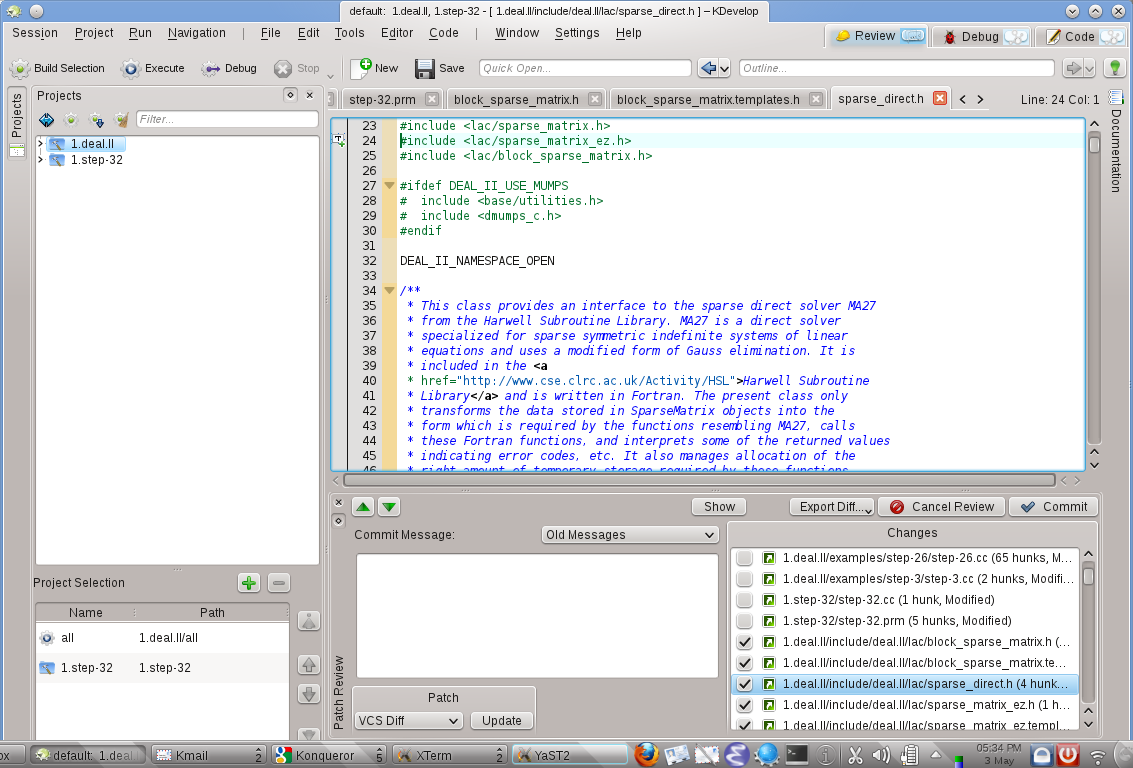 default: 1.deal.II, 1.step-32 - [ 1.deal.II/include/deal.II/lac/sparse_direct.h ] – KDevelop
Session Project Run Navigation | File Edit Tools Editor Code | Window Settings Help
Review Debug Code
Build Selection Execute Debug Stop New Save Quick Open... Outline...
Projects
Projects
Filter...
1.deal.II
1.step-32
step-32.prm block_sparse_matrix.h block_sparse_matrix.templates.h sparse_direct.h Line: 24 Col: 1
Documentation
23 #include <lac/sparse_matrix.h>
24 #include <lac/sparse_matrix_ez.h>
25 #include <lac/block_sparse_matrix.h>
26
27 #ifdef DEAL_II_USE_MUMPS
28 #  include <base/utilities.h>
29 #  include <dmumps_c.h>
30 #endif
31
32 DEAL_II_NAMESPACE_OPEN
33
34 /**
35  * This class provides an interface to the sparse direct solver MA27
36  * from the Harwell Subroutine Library. MA27 is a direct solver
37  * specialized for sparse symmetric indefinite systems of linear
38  * equations and uses a modified form of Gauss elimination. It is
39  * included in the <a
40  * href="http://www.cse.clrc.ac.uk/Activity/HSL">Harwell Subroutine
41  * Library</a> and is written in Fortran. The present class only
42  * transforms the data stored in SparseMatrix objects into the
43  * form which is required by the functions resembling MA27, calls
44  * these Fortran functions, and interprets some of the returned values
45  * indicating error codes, etc. It also manages allocation of the
46  * right amount of temporary storage required by these functions.
Project Selection
Name Path
all 1.deal.II/all
1.step-32 1.step-32
Patch Review
Show Export Diff... Cancel Review Commit
Commit Message: Old Messages
Patch
VCS Diff Update
Changes
1.deal.II/examples/step-26/step-26.cc (65 hunks, M...
1.deal.II/examples/step-3/step-3.cc (2 hunks, Modifi...
1.step-32/step-32.cc (1 hunk, Modified)
1.step-32/step-32.prm (5 hunks, Modified)
1.deal.II/include/deal.II/lac/block_sparse_matrix.h (...
1.deal.II/include/deal.II/lac/block_sparse_matrix.te...
1.deal.II/include/deal.II/lac/sparse_direct.h (4 hunk...
1.deal.II/include/deal.II/lac/sparse_matrix_ez.h (1 h...
1.deal.II/include/deal.II/lac/sparse_matrix_ez.templ...
ox default: 1.deal Kmail 2 Konqueror 5 XTerm 2 YaST2 05:34 PM
3 May